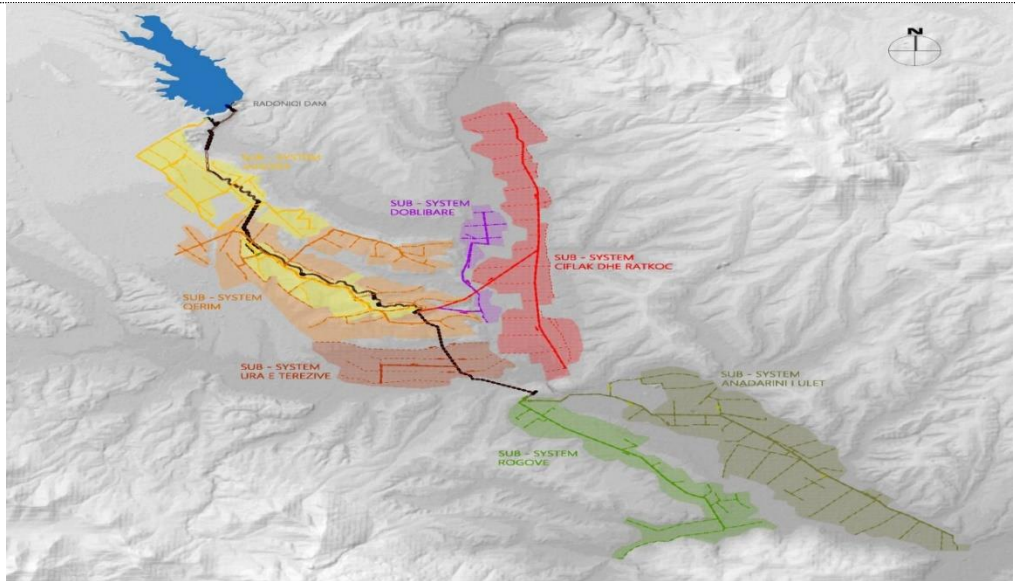 N
RADONIQI DAM
SUB - SYSTEM
SUB - SYSTEM
DOBLIBARE
SUB - SYSTEM
CIFLAK DHE RATKOC
SUB - SYSTEM
QERIM
SUB - SYSTEM
URA E TEREZIVE
SUB - SYSTEM
ANADARINI I ULET
SUB - SYSTEM
ROGOVE